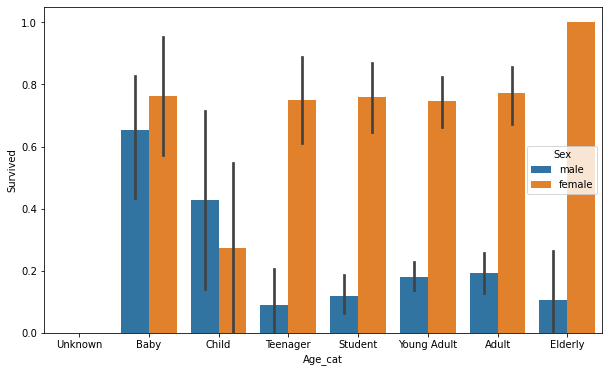 1.0
0.8
0.6
0.4
0.2
0.0
Survived
Sex
male
female
Unknown Baby Child Teenager Student Young Adult Adult Elderly
Age_cat